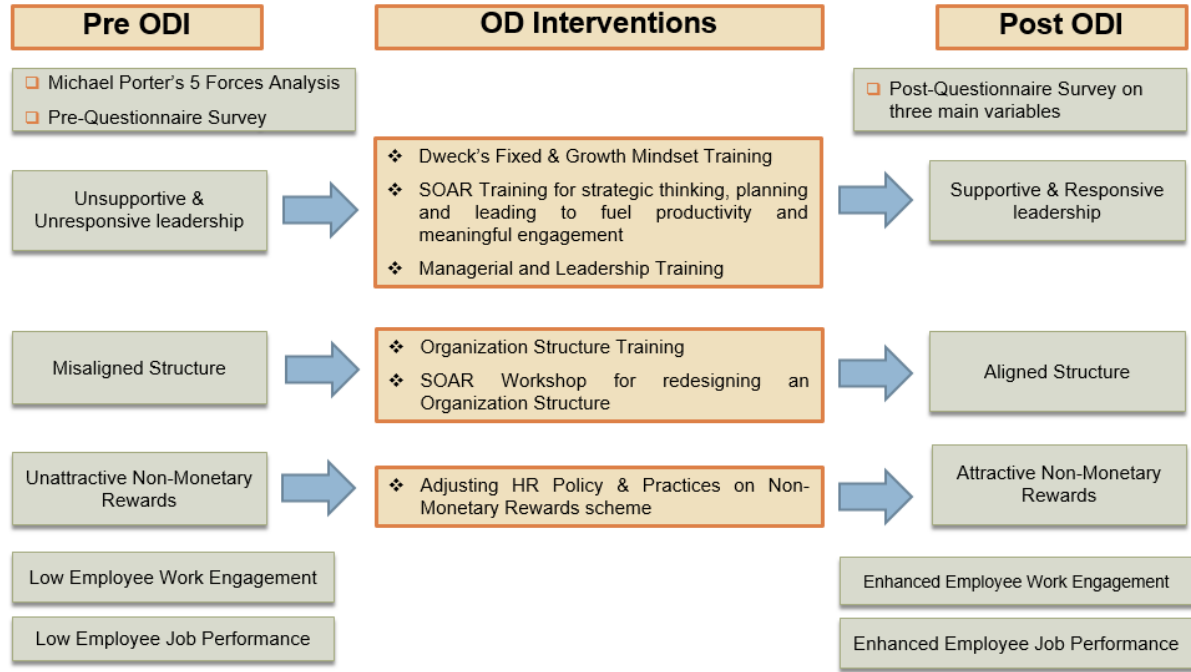 Pre ODI
OD Interventions
Post ODI
❑ Michael Porter's 5 Forces Analysis
❑ Pre-Questionnaire Survey
❑ Post-Questionnaire Survey on
three main variables
Unsupportive &
Unresponsive leadership
❖ Dweck's Fixed & Growth Mindset Training
❖ SOAR Training for strategic thinking, planning
and leading to fuel productivity and
meaningful engagement
❖ Managerial and Leadership Training
Supportive & Responsive
leadership
Misaligned Structure
❖ Organization Structure Training
❖ SOAR Workshop for redesigning an
Organization Structure
Aligned Structure
Unattractive Non-Monetary
Rewards
❖ Adjusting HR Policy & Practices on Non-
Monetary Rewards scheme
Attractive Non-Monetary
Rewards
Low Employee Work Engagement
Enhanced Employee Work Engagement
Low Employee Job Performance
Enhanced Employee Job Performance